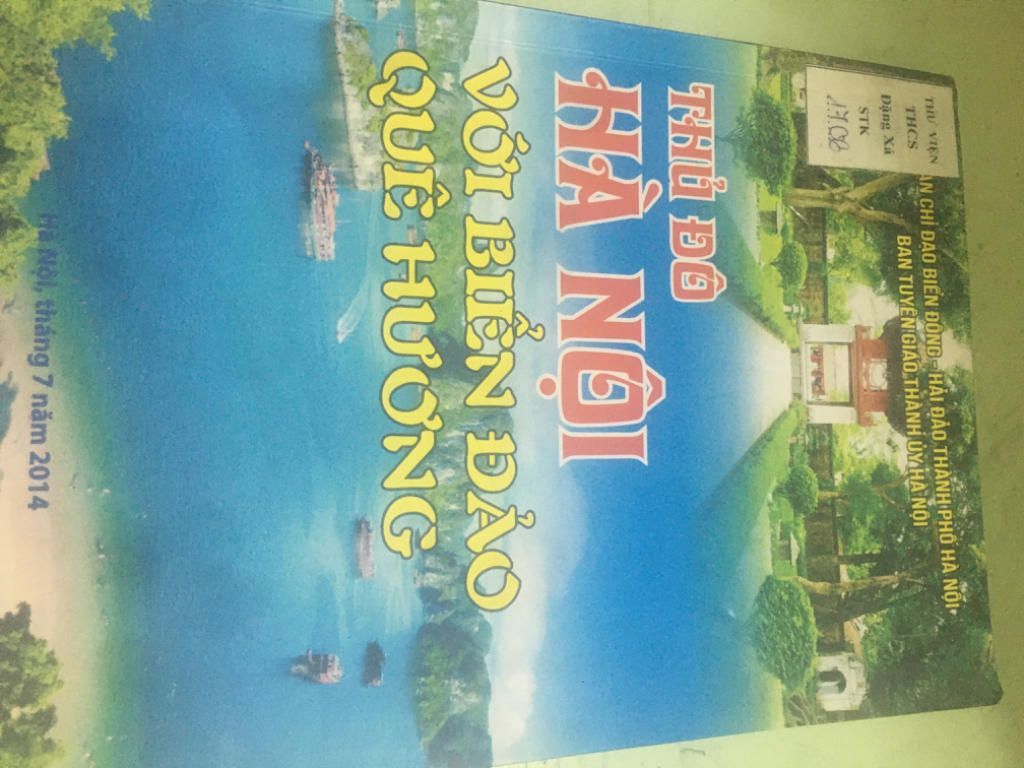 THƯ VIỆN
THCS
Đặng Xá
STK
BAN CHỈ ĐẠO BIỂN ĐÔNG - HẢI ĐẢO THÀNH PHỐ HÀ NỘI
BAN TUYÊN GIÁO THÀNH ỦY HÀ NỘI
THỦ ĐÔ
HÀ NỘI
VỚI BIỂN ĐẢO
QUÊ HƯƠNG
Hà Nội, tháng 7 năm 2014